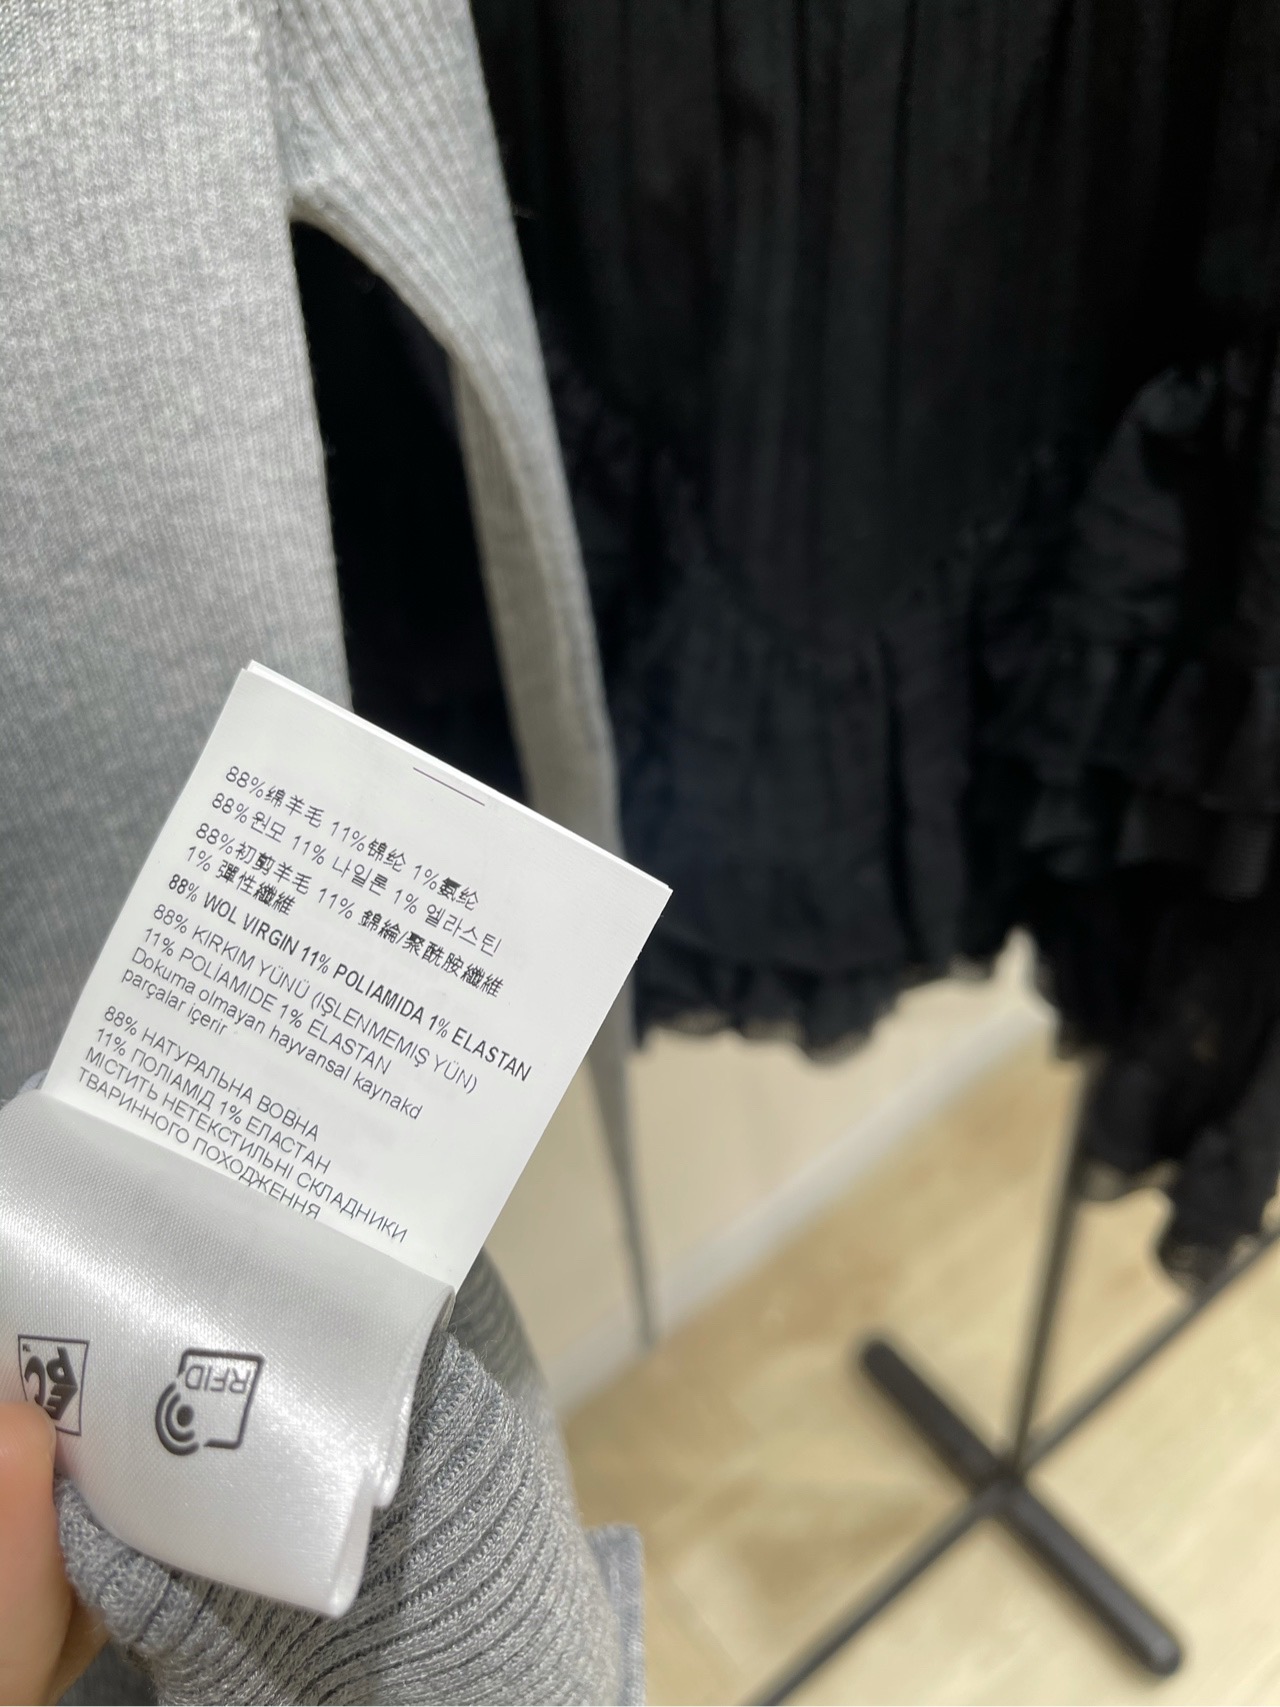 88%绵羊毛 11%锦纶 1%氨纶
88%원모 11% 나일론 1% 엘라스틴
88%初剪羊毛 11% 錦綸/聚酰胺纖維
1% 彈性纖維
88% WOL VIRGIN 11% POLIAMIDA 1% ELASTAN
88% KIRKIM YÜNÜ (IŞLENMEMIŞ YÜN)
11% POLİAMIDE 1% ELASTAN
Dokuma olmayan hayvansal kaynakd
parçalar içerir
88% НАТУРАЛЬНА ВОВНА
11% ПОЛІАМІД 1% ЕЛАСТАН
МІСТИТЬ НЕТЕКСТИЛЬНІ СКЛАДНИКИ
ТВАРИННОГО ПОХОДЖЕННЯ
RFID